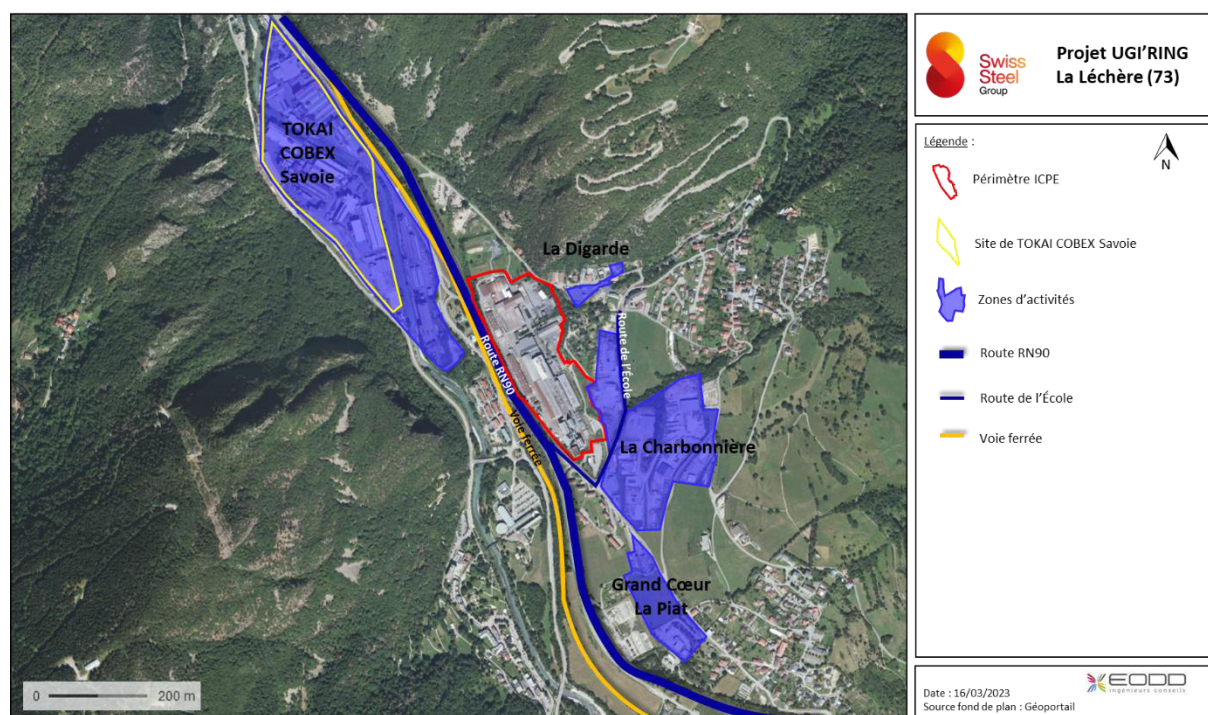 TOKAI
COBEX
Savoie
La Digarde
Route de l'École
Route RN90
Voie ferrée
La Charbonnière
Grand Cœur
La Piat
0 200 m
Swiss
Steel
Group
Projet UGI'RING
La Léchère (73)
Légende :
N
Périmètre ICPE
Site de TOKAI COBEX Savoie
Zones d'activités
Route RN90
Route de l'École
Voie ferrée
EODD
ingénieurs conseils
Date : 16/03/2023
Source fond de plan : Géoportail